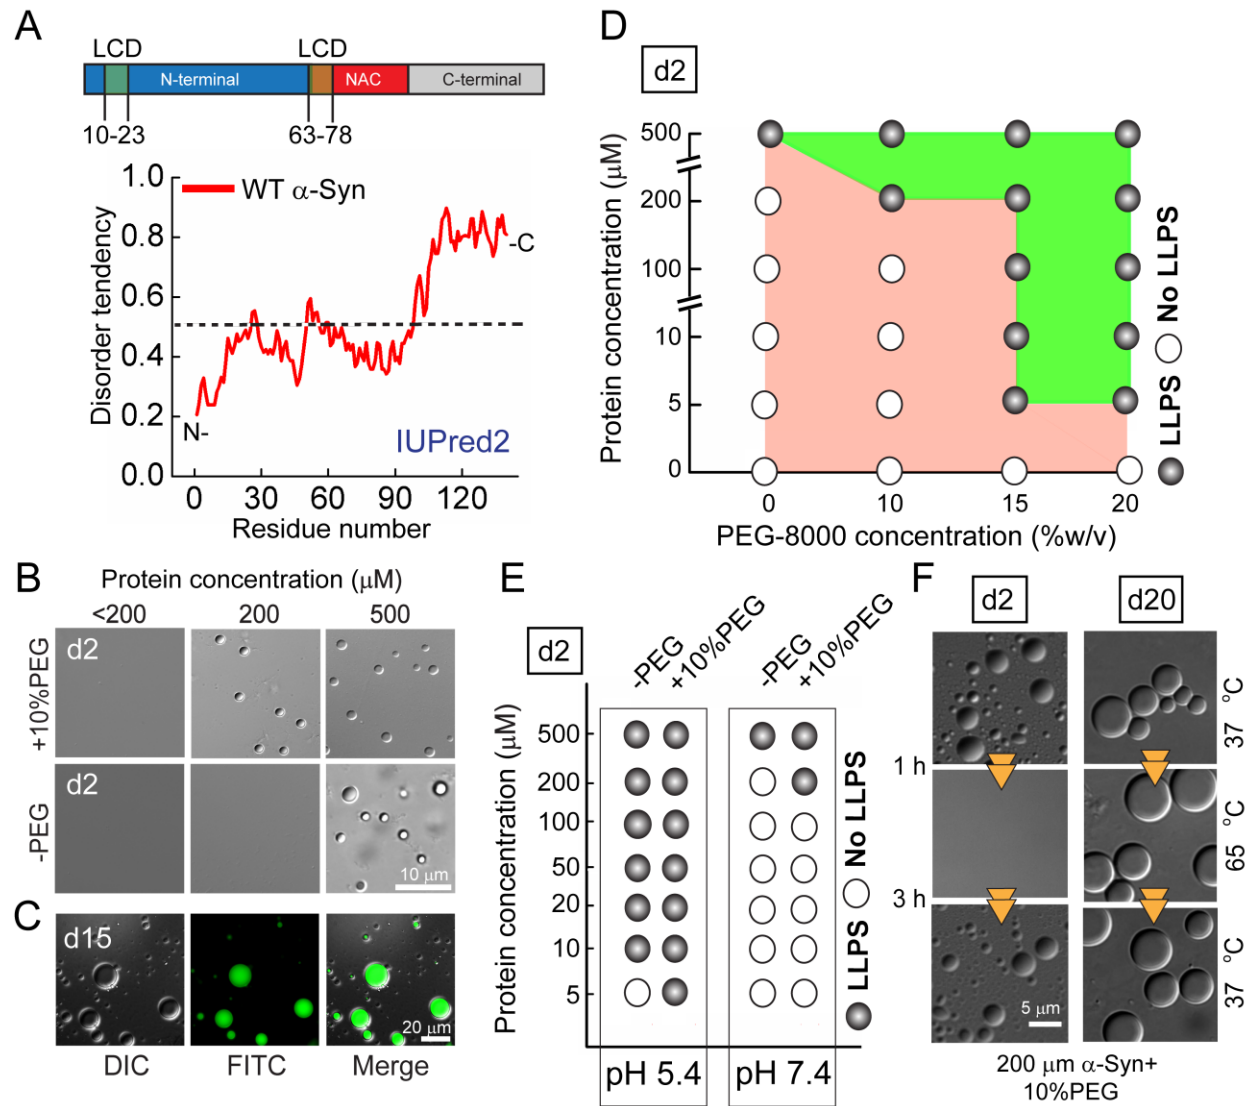 A
LCD
LCD
N-terminal
NAC
C-terminal
10-23
63-78
1.0
0.8
0.6
0.4
0.2
0.0
WT α-Syn
-C
N-
IUPred2
Disorder tendency
0 30 60 90 120
Residue number
B
Protein concentration (μM)
<200 200 500
+10%PEG
d2
-PEG
d2
10 μm
C
d15
20 μm
DIC FITC Merge
D
d2
Protein concentration (μM)
500
200
100
10
5
0
0 10 15 20
PEG-8000 concentration (%w/v)
LLPS
No LLPS
E
d2
-PEG
+10%PEG
-PEG
+10%PEG
Protein concentration (μM)
500
200
100
50
20
10
5
pH 5.4
pH 7.4
LLPS
No LLPS
F
d2
d20
37 ºC
1 h
65 ºC
3 h
37 ºC
5 μm
200 μm α-Syn+
10%PEG